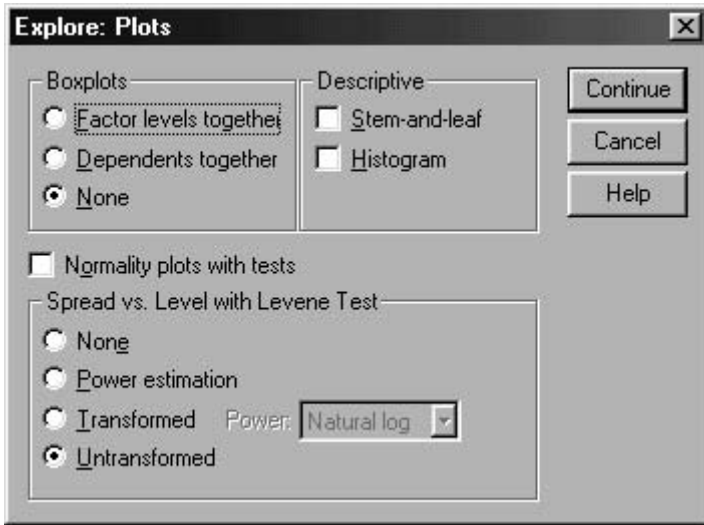 Explore: Plots
Boxplots
Factor levels together
Dependents together
None
Descriptive
Stem-and-leaf
Histogram
Continue
Cancel
Help
Normality plots with tests
Spread vs. Level with Levene Test
None
Power estimation
Transformed Power: Natural log
Untransformed